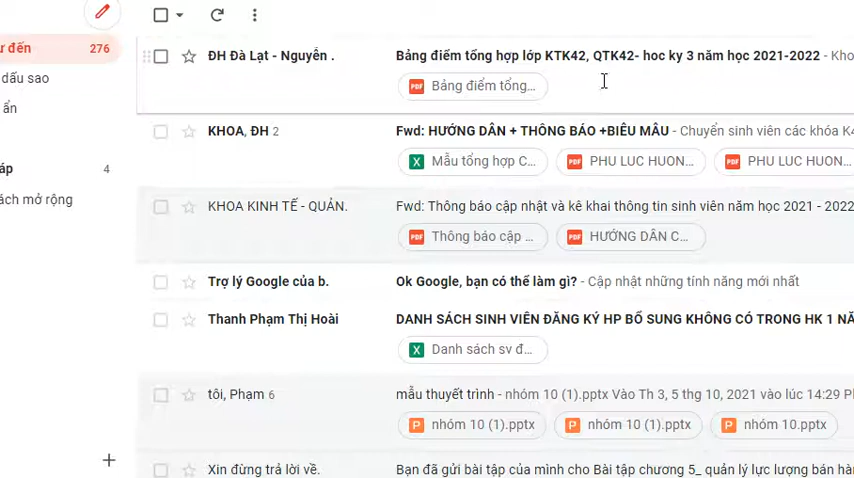 ư đến 276
dấu sao
ẩn
áp 4
ách mở rộng
ĐH Đà Lạt - Nguyễn . Bảng điểm tổng hợp lớp KTK42, QTK42- hoc ky 3 năm học 2021-2022 - Kho
PDF Bảng điểm tổng...
KHOA, ĐH 2 Fwd: HƯỚNG DẪN + THÔNG BÁO +BIỂU MẪU - Chuyển sinh viên các khóa K4
X Mẫu tổng hợp C... PDF PHU LUC HUON... PDF PHU LUC HUON...
KHOA KINH TẾ - QUẢN. Fwd: Thông báo cập nhật và kê khai thông tin sinh viên năm học 2021 - 2022
PDF Thông báo cập ... PDF HƯỚNG DẪN C...
Trợ lý Google của b. Ok Google, bạn có thể làm gì? - Cập nhật những tính năng mới nhất
Thanh Phạm Thị Hoài DANH SÁCH SINH VIÊN ĐĂNG KÝ HP BỔ SUNG KHÔNG CÓ TRONG HK 1 NĂ
X Danh sách sv đ...
tôi, Phạm 6 mẫu thuyết trình - nhóm 10 (1).pptx Vào Th 3, 5 thg 10, 2021 vào lúc 14:29 P
P nhóm 10 (1).pptx P nhóm 10 (1).pptx P nhóm 10.pptx
Xin đừng trả lời về. Bạn đã gửi bài tập của mình cho Bài tập chương 5_ quản lý lực lượng bán hàn